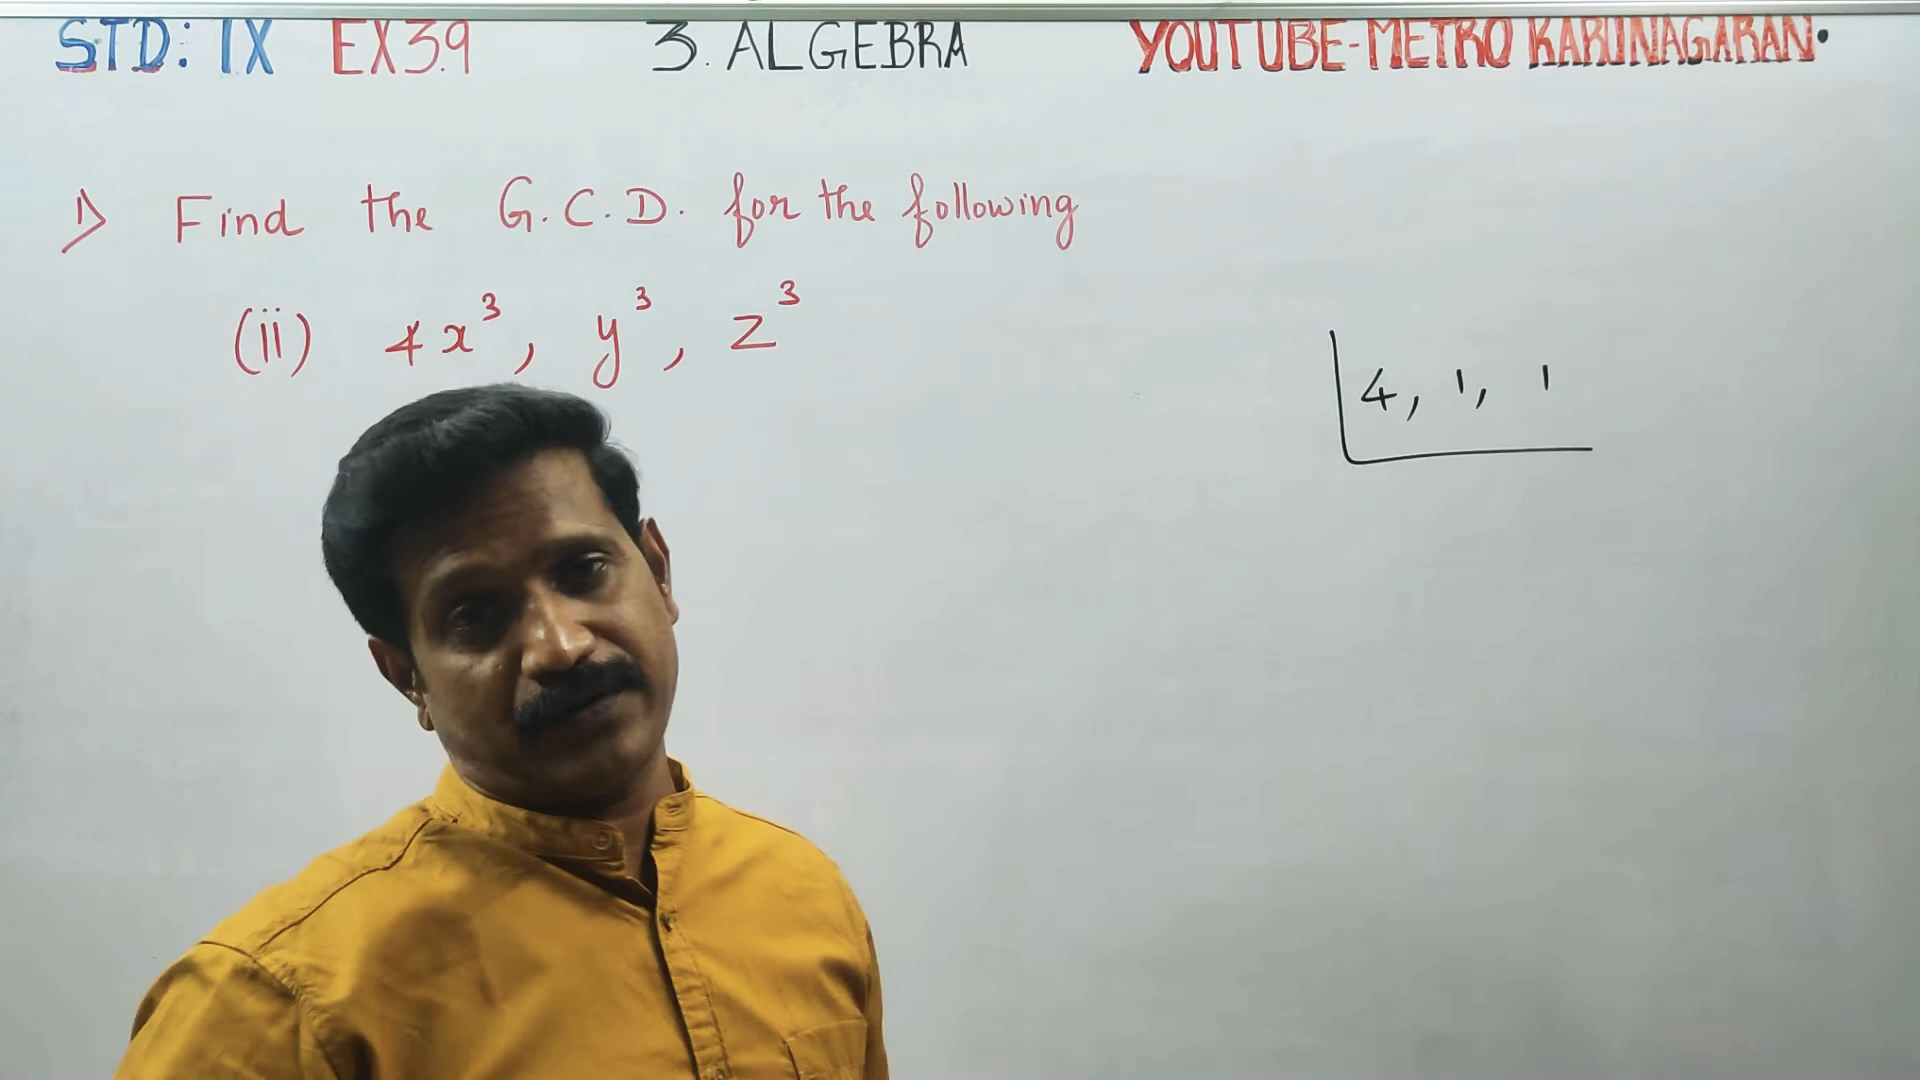 STD: IX EX3.9 3. ALGEBRA YOUTUBE-METRO KARUNAGARAN.
1) Find the G.C.D. for the following
(ii) 4x³, y³, z³
4, 1, 1